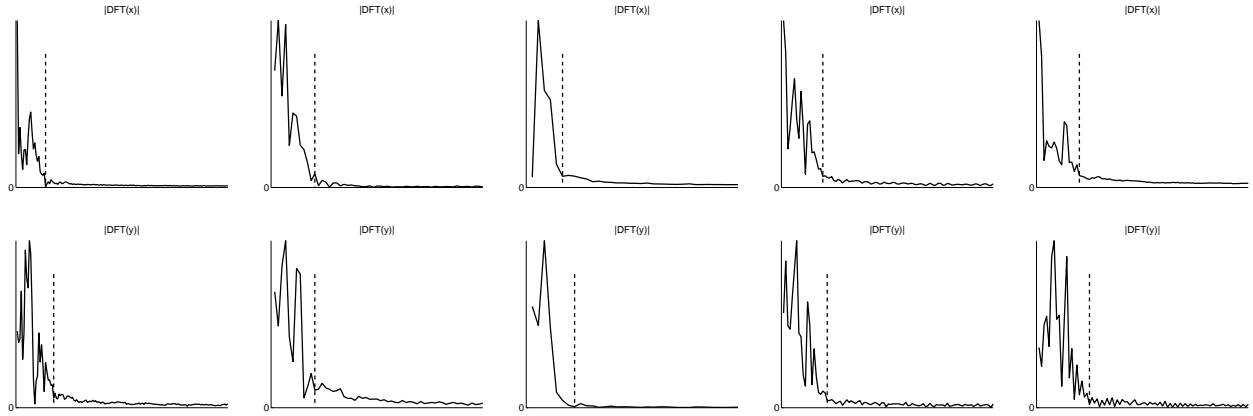 |DFT(x)| |DFT(x)| |DFT(x)| |DFT(x)| |DFT(x)|
0 0 0 0 0
|DFT(y)| |DFT(y)| |DFT(y)| |DFT(y)| |DFT(y)|
0 0 0 0 0